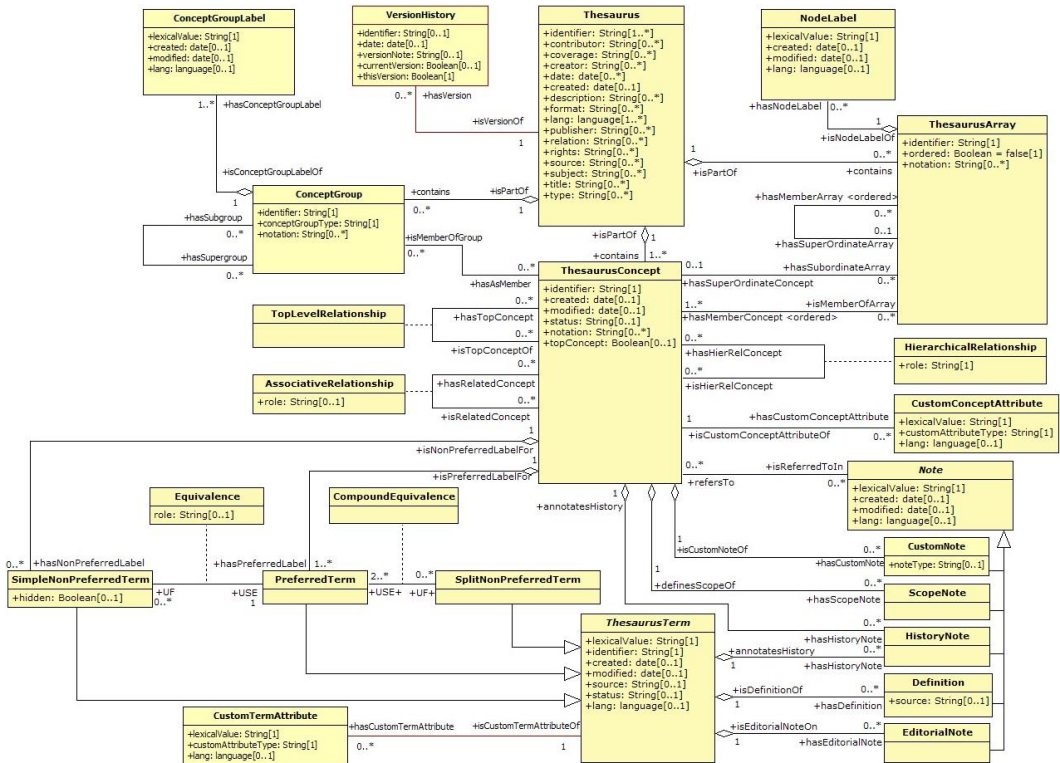 ConceptGroupLabel
+lexicalValue: String[1]
+created: date[0..1]
+modified: date[0..1]
+lang: language[0..1]
VersionHistory
+identifier: String[0..1]
+date: date[0..1]
+versionNote: String[0..1]
+currentVersion: Boolean[0..1]
+thisVersion: Boolean[1]
Thesaurus
+identifier: String[1..*]
+contributor: String[0..*]
+coverage: String[0..*]
+creator: String[0..*]
+date: date[0..*]
+created: date[0..1]
+description: String[0..*]
+format: String[0..*]
+lang: language[1..*]
+publisher: String[0..*]
+relation: String[0..*]
+rights: String[0..*]
+source: String[0..*]
+subject: String[0..*]
+title: String[0..*]
+type: String[0..*]
NodeLabel
+lexicalValue: String[1]
+created: date[0..1]
+modified: date[0..1]
+lang: language[0..1]
1..*
+hasConceptGroupLabel
0..*
+hasVersion
+isVersionOf
1
+hasNodeLabel
0..*
1
+isNodeLabelOf
ThesaurusArray
+identifier: String[1]
+ordered: Boolean = false[1]
+notation: String[0..*]
1
+isPartOf
0..*
+contains
+isConceptGroupLabelOf
1
ConceptGroup
+identifier: String[1]
+conceptGroupType: String[1]
+notation: String[0..*]
+contains
0..*
+isPartOf
1
+hasSubgroup
0..*
+hasSupergroup
0..*
+isMemberOfGroup
0..*
0..*
+hasAsMember
+hasMemberArray <ordered>
0..*
0..1
+hasSuperOrdinateArray
+isPartOf
1
+contains
1..*
ThesaurusConcept
+identifier: String[1]
+created: date[0..1]
+modified: date[0..1]
+status: String[0..1]
+notation: String[0..*]
+topConcept: Boolean[0..1]
0..1
+hasSubordinateArray
+hasSuperOrdinateConcept
0..*
1..*
+isMemberOfArray
+hasMemberConcept <ordered>
0..*
TopLevelRelationship
0..*
+hasTopConcept
0..*
+isTopConceptOf
0..*
+hasHierRelConcept
0..*
+isHierRelConcept
HierarchicalRelationship
+role: String[1]
AssociativeRelationship
+role: String[0..1]
0..*
+hasRelatedConcept
0..*
+isRelatedConcept
1
+hasCustomConceptAttribute
+isCustomConceptAttributeOf
0..*
CustomConceptAttribute
+lexicalValue: String[1]
+customAttributeType: String[1]
+lang: language[0..1]
1
+isNonPreferredLabelFor
1
+isPreferredLabelFor
0..*
+isReferredToIn
+refersTo
0..*
Note
+lexicalValue: String[1]
+created: date[0..1]
+modified: date[0..1]
+lang: language[0..1]
Equivalence
role: String[0..1]
CompoundEquivalence
1
+annotatesHistory
1
+isCustomNoteOf
0..*
+hasCustomNote
CustomNote
+noteType: String[0..1]
0..*
+hasNonPreferredLabel
+hasPreferredLabel
1..*
SimpleNonPreferredTerm
+hidden: Boolean[0..1]
+UF
0..*
+USE
1
PreferredTerm
2..*
+USE+
0..*
+UF+
SplitNonPreferredTerm
1
+definesScopeOf
0..*
+hasScopeNote
ScopeNote
0..*
+hasHistoryNote
HistoryNote
ThesaurusTerm
+lexicalValue: String[1]
+identifier: String[1]
+created: date[0..1]
+modified: date[0..1]
+source: String[0..1]
+status: String[0..1]
+lang: language[0..1]
+annotatesHistory
1
0..*
+hasHistoryNote
+isDefinitionOf
1
0..*
+hasDefinition
Definition
+source: String[0..1]
+isEditorialNoteOn
1
0..*
+hasEditorialNote
EditorialNote
CustomTermAttribute
+lexicalValue: String[1]
+customAttributeType: String[1]
+lang: language[0..1]
+hasCustomTermAttribute
0..*
+isCustomTermAttributeOf
1